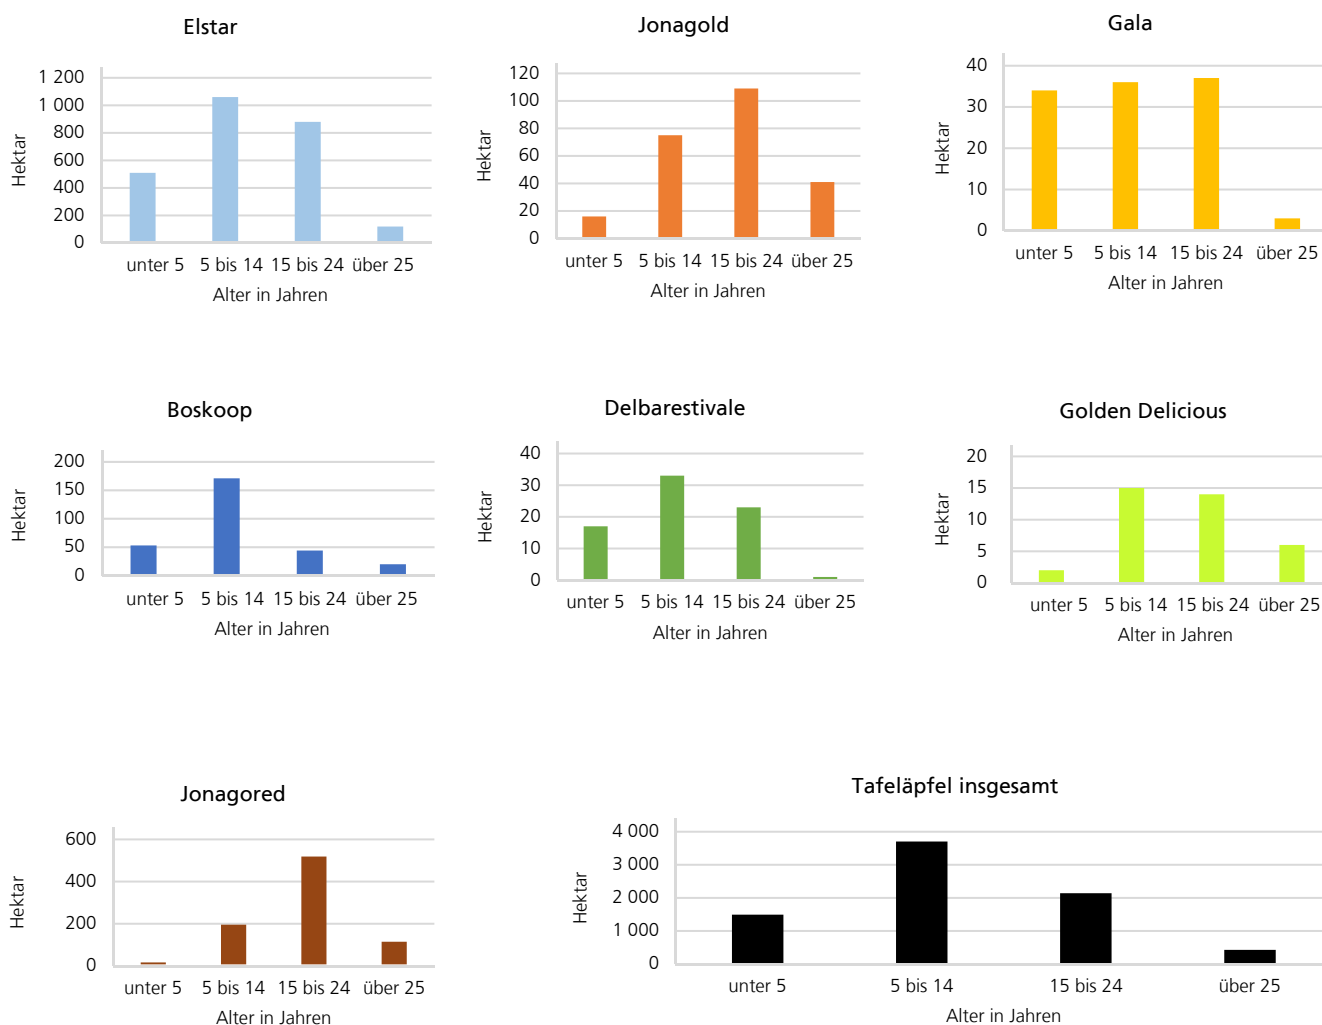 Elstar
1 200
1 000
800
600
400
200
0
Hektar
unter 5 5 bis 14 15 bis 24 über 25
Alter in Jahren
Jonagold
120
100
80
60
40
20
0
Hektar
unter 5 5 bis 14 15 bis 24 über 25
Alter in Jahren
Gala
40
30
20
10
0
Hektar
unter 5 5 bis 14 15 bis 24 über 25
Alter in Jahren
Boskoop
200
150
100
50
0
Hektar
unter 5 5 bis 14 15 bis 24 über 25
Alter in Jahren
Delbarestivale
40
30
20
10
0
Hektar
unter 5 5 bis 14 15 bis 24 über 25
Alter in Jahren
Golden Delicious
20
15
10
5
0
Hektar
unter 5 5 bis 14 15 bis 24 über 25
Alter in Jahren
Jonagored
600
400
200
0
Hektar
unter 5 5 bis 14 15 bis 24 über 25
Alter in Jahren
Tafeläpfel insgesamt
4 000
3 000
2 000
1 000
0
Hektar
unter 5 5 bis 14 15 bis 24 über 25
Alter in Jahren